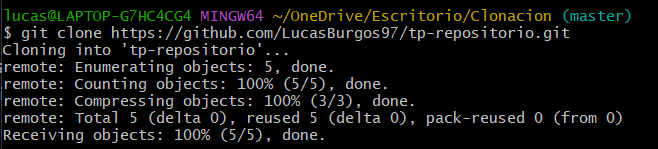 lucas@LAPTOP-G7HC4CG4 MINGW64 ~/OneDrive/Escritorio/Clonacion (master)
$ git clone https://github.com/LucasBurgos97/tp-repositorio.git
Cloning into 'tp-repositorio'...
remote: Enumerating objects: 5, done.
remote: Counting objects: 100% (5/5), done.
remote: Compressing objects: 100% (3/3), done.
remote: Total 5 (delta 0), reused 5 (delta 0), pack-reused 0 (from 0)
Receiving objects: 100% (5/5), done.